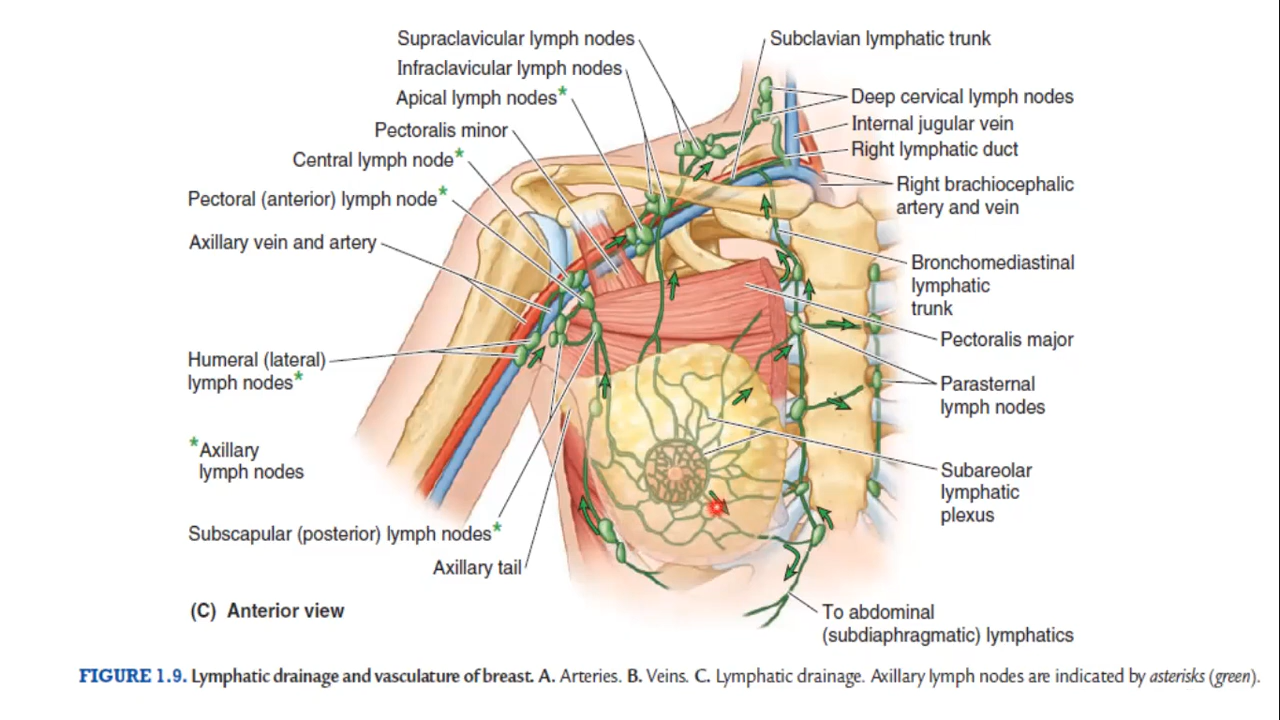 Supraclavicular lymph nodes
Infraclavicular lymph nodes
Apical lymph nodes*
Pectoralis minor
Central lymph node*
Pectoral (anterior) lymph node*
Axillary vein and artery
Humeral (lateral)
lymph nodes*
*Axillary
lymph nodes
Subscapular (posterior) lymph nodes*
Axillary tail
(C) Anterior view
Subclavian lymphatic trunk
Deep cervical lymph nodes
Internal jugular vein
Right lymphatic duct
Right brachiocephalic
artery and vein
Bronchomediastinal
lymphatic
trunk
Pectoralis major
Parasternal
lymph nodes
Subareolar
lymphatic
plexus
To abdominal
(subdiaphragmatic) lymphatics
FIGURE 1.9. Lymphatic drainage and vasculature of breast. A. Arteries. B. Veins. C. Lymphatic drainage. Axillary lymph nodes are indicated by asterisks (green).